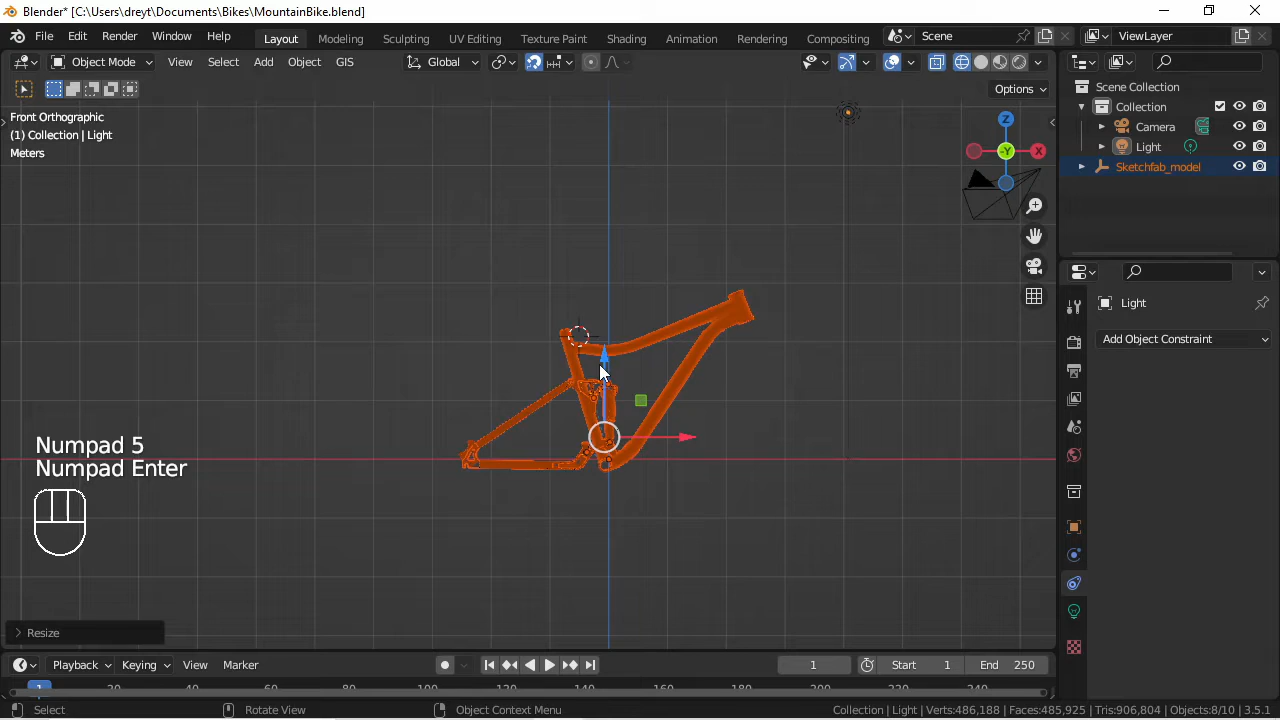 Blender* [C:\Users\dreyt\Documents\Bikes\MountainBike.blend]
File Edit Render Window Help
Layout Modeling Sculpting UV Editing Texture Paint Shading Animation Rendering Compositing
Scene
ViewLayer
Object Mode View Select Add Object GIS
Global
Options
Front Orthographic
(1) Collection | Light
Meters
Z
-Y
X
Scene Collection
Collection
Camera
Light
Sketchfab_model
Light
Add Object Constraint
Numpad 5
Numpad Enter
Resize
Playback Keying View Marker
1
Start 1
End 250
1 20 60 80 100 120 140 160 180 200 220 240
Select
Rotate View
Object Context Menu
Collection | Light | Verts:486,188 | Faces:485,925 | Tris:906,804 | Objects:8/10 | 3.5.1